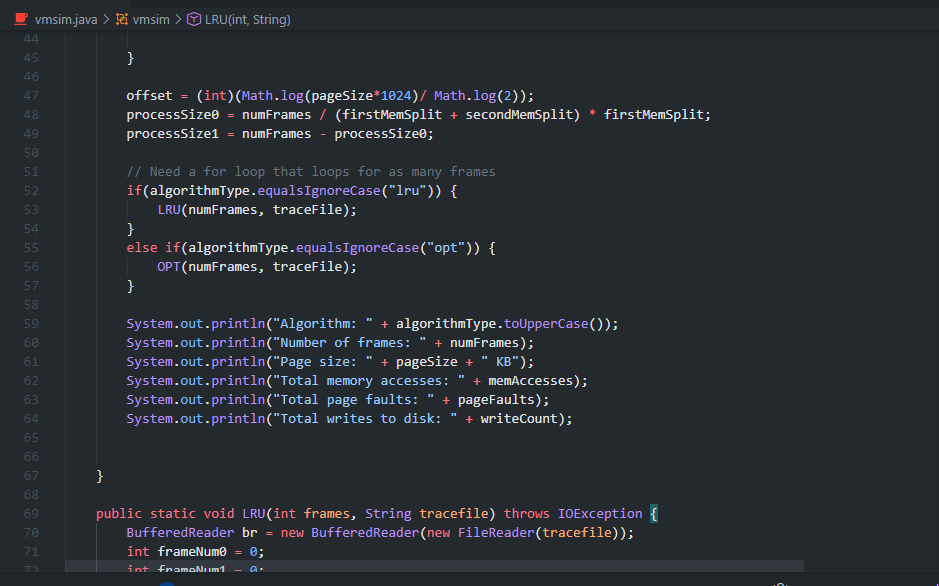 vmsim.java > vmsim > LRU(int, String)
44
45 }
46
47 offset = (int)(Math.log(pageSize*1024)/ Math.log(2));
48 processSize0 = numFrames / (firstMemSplit + secondMemSplit) * firstMemSplit;
49 processSize1 = numFrames - processSize0;
50
51 // Need a for loop that loops for as many frames
52 if(algorithmType.equalsIgnoreCase("lru")) {
53 LRU(numFrames, traceFile);
54 }
55 else if(algorithmType.equalsIgnoreCase("opt")) {
56 OPT(numFrames, traceFile);
57 }
58
59 System.out.println("Algorithm: " + algorithmType.toUpperCase());
60 System.out.println("Number of frames: " + numFrames);
61 System.out.println("Page size: " + pageSize + " KB");
62 System.out.println("Total memory accesses: " + memAccesses);
63 System.out.println("Total page faults: " + pageFaults);
64 System.out.println("Total writes to disk: " + writeCount);
65
66
67 }
68
69 public static void LRU(int frames, String tracefile) throws IOException {
70 BufferedReader br = new BufferedReader(new FileReader(tracefile));
71 int frameNum0 = 0;
72 int frameNum1 = 0;